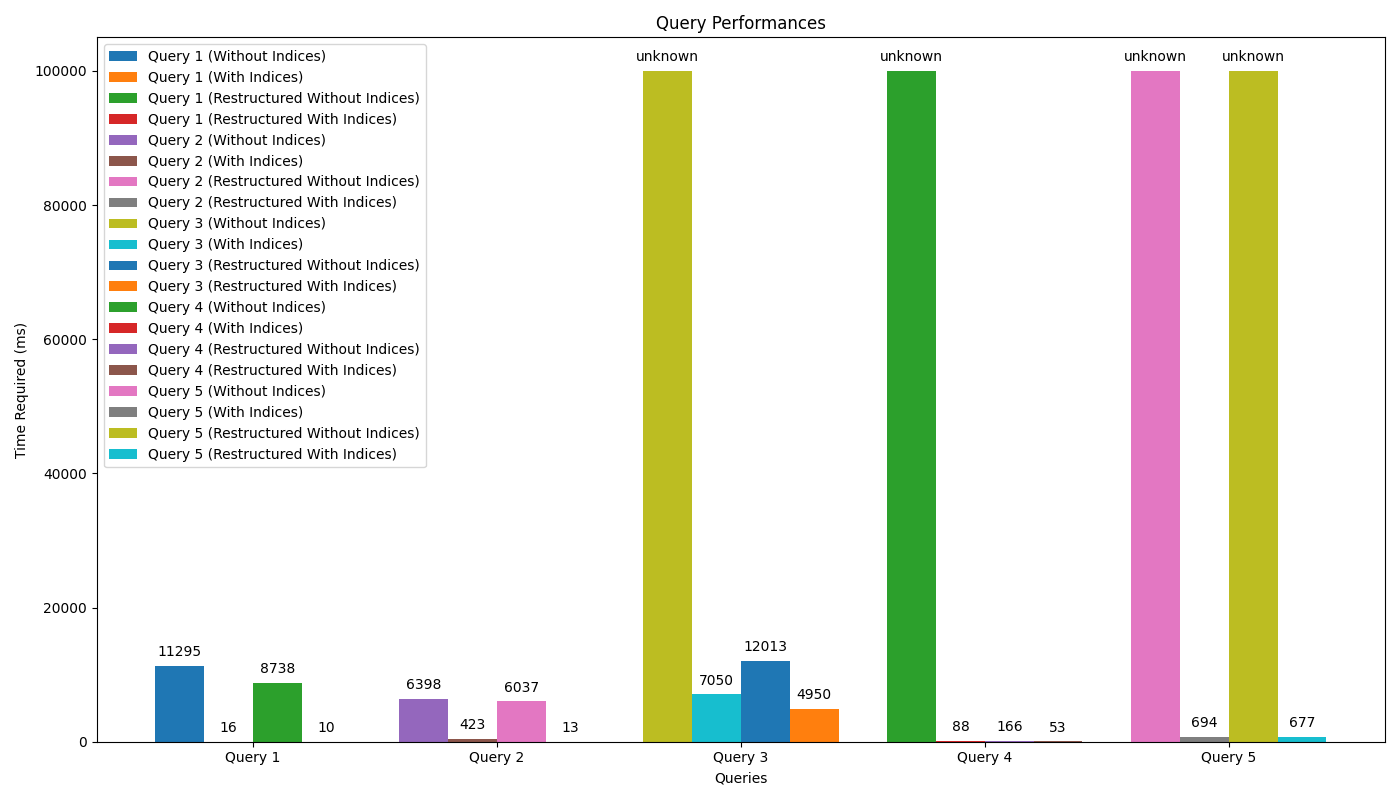 Query Performances
Query 1 (Without Indices)
Query 1 (With Indices)
Query 1 (Restructured Without Indices)
Query 1 (Restructured With Indices)
Query 2 (Without Indices)
Query 2 (With Indices)
Query 2 (Restructured Without Indices)
Query 2 (Restructured With Indices)
Query 3 (Without Indices)
Query 3 (With Indices)
Query 3 (Restructured Without Indices)
Query 3 (Restructured With Indices)
Query 4 (Without Indices)
Query 4 (With Indices)
Query 4 (Restructured Without Indices)
Query 4 (Restructured With Indices)
Query 5 (Without Indices)
Query 5 (With Indices)
Query 5 (Restructured Without Indices)
Query 5 (Restructured With Indices)
unknown
unknown
unknown
unknown
100000
80000
60000
40000
20000
0
Time Required (ms)
11295
16
8738
10
6398
423
6037
13
7050
12013
4950
88
166
53
694
677
Query 1
Query 2
Query 3
Query 4
Query 5
Queries